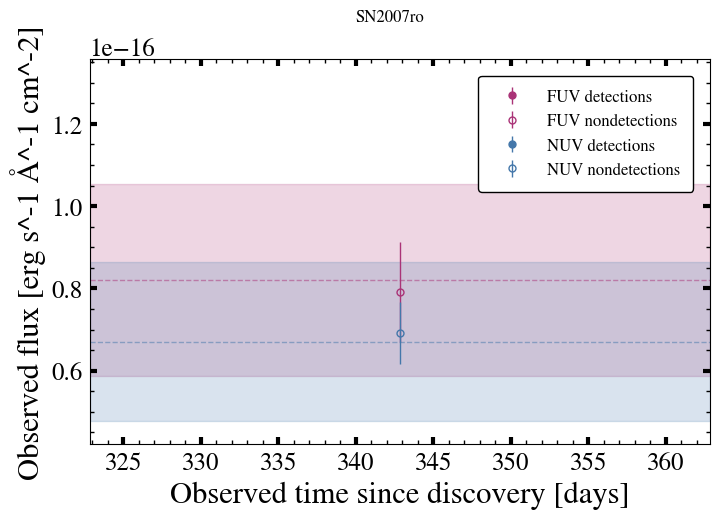 SN2007ro
1e−16
FUV detections
FUV nondetections
NUV detections
NUV nondetections
1.2
1.0
0.8
0.6
Observed flux [erg s^-1 Å^-1 cm^-2]
325 330 335 340 345 350 355 360
Observed time since discovery [days]